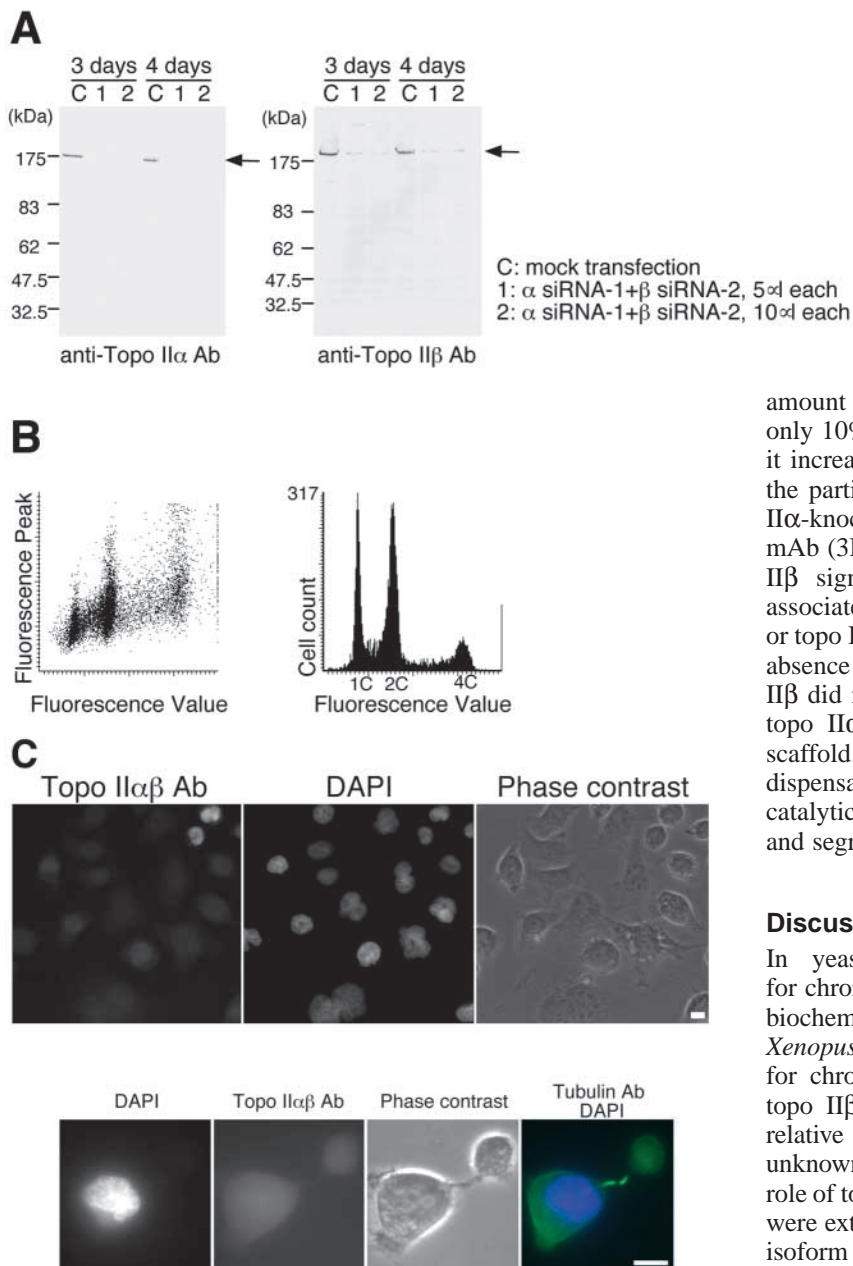 A
3 days 4 days
C 1 2 C 1 2
(kDa)
175
83
62
47.5
32.5
anti-Topo IIα Ab
3 days 4 days
C 1 2 C 1 2
(kDa)
175
83
62
47.5
32.5
anti-Topo IIβ Ab
C: mock transfection
1: α siRNA-1+β siRNA-2, 5∝l each
2: α siRNA-1+β siRNA-2, 10∝l each
B
Fluorescence Peak
Fluorescence Value
317
Cell count
1C 2C 4C
Fluorescence Value
C
Topo IIαβ Ab
DAPI
Phase contrast
DAPI
Topo IIαβ Ab
Phase contrast
Tubulin Ab
DAPI
amount
only 10%
it increa
the parti
IIα-knoc
mAb (3
IIβ sign
associate
or topo I
absence
IIβ did
topo IIα
scaffold
dispensa
catalytic
and segr
Discus
In yeas
for chro
biochem
Xenopus
for chro
topo IIβ
relative
unknown
role of to
were ext
isoform